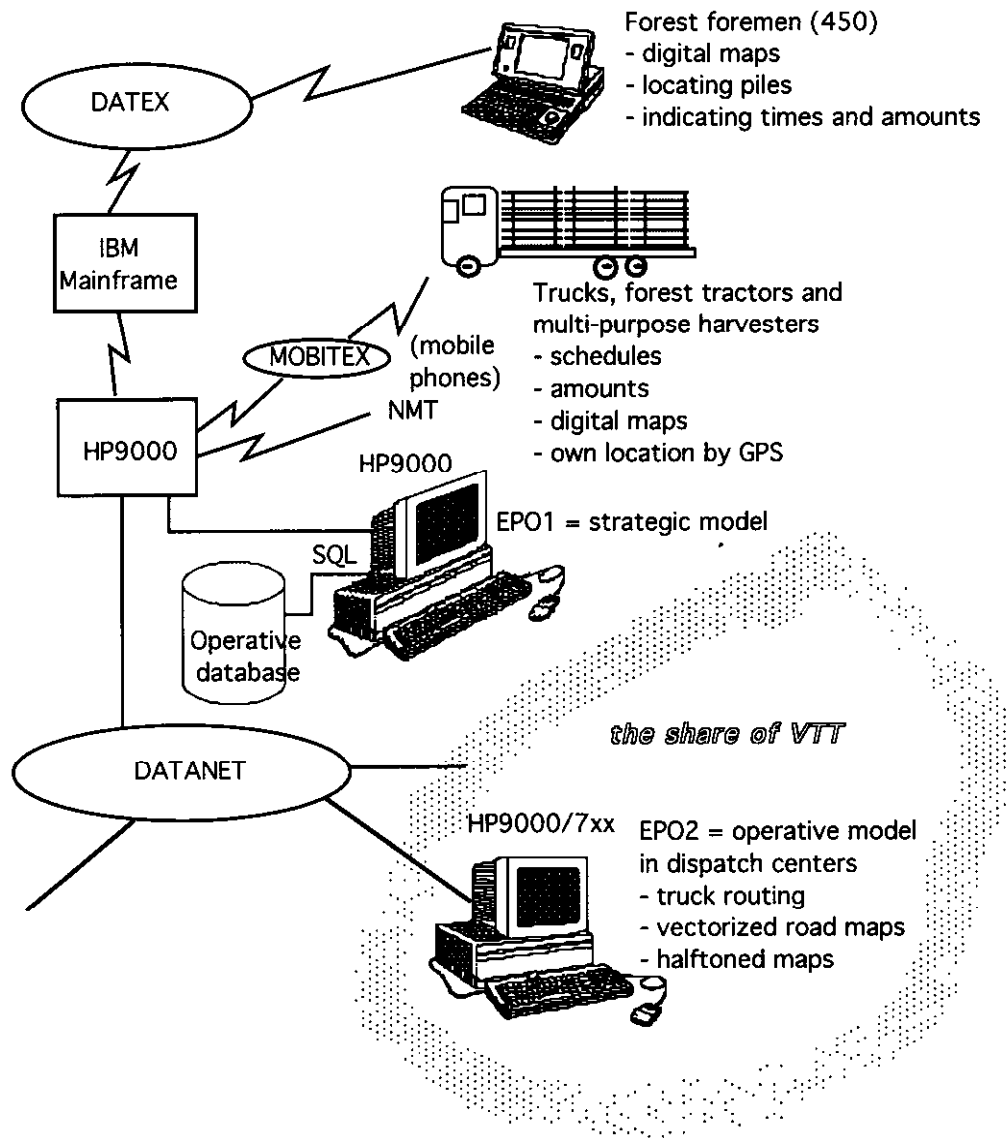 Forest foremen (450)
- digital maps
- locating piles
- indicating times and amounts
DATEX
IBM
Mainframe
Trucks, forest tractors and
multi-purpose harvesters
- schedules
- amounts
- digital maps
- own location by GPS
MOBITEX
(mobile
phones)
NMT
HP9000
HP9000
EPO1 = strategic model
SQL
Operative
database
the share of VTT
DATANET
HP9000/7xx
EPO2 = operative model
in dispatch centers
- truck routing
- vectorized road maps
- halftoned maps